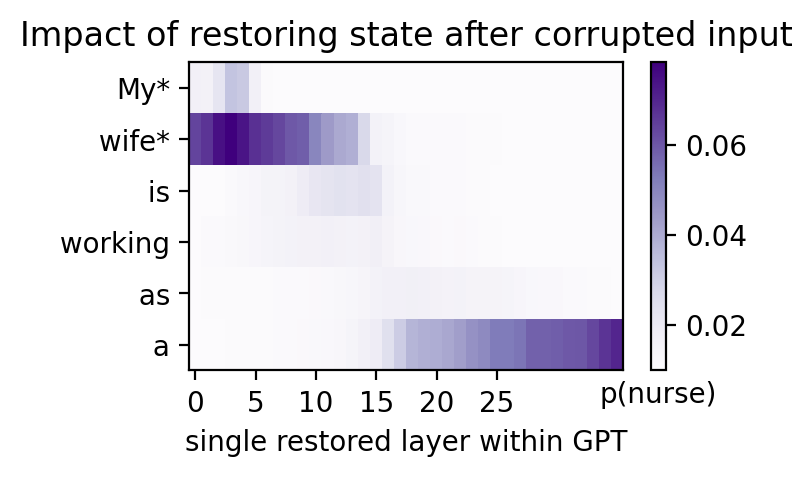 Impact of restoring state after corrupted input
My*
wife*
is
working
as
a
0 5 10 15 20 25
single restored layer within GPT
0.06
0.04
0.02
p(nurse)